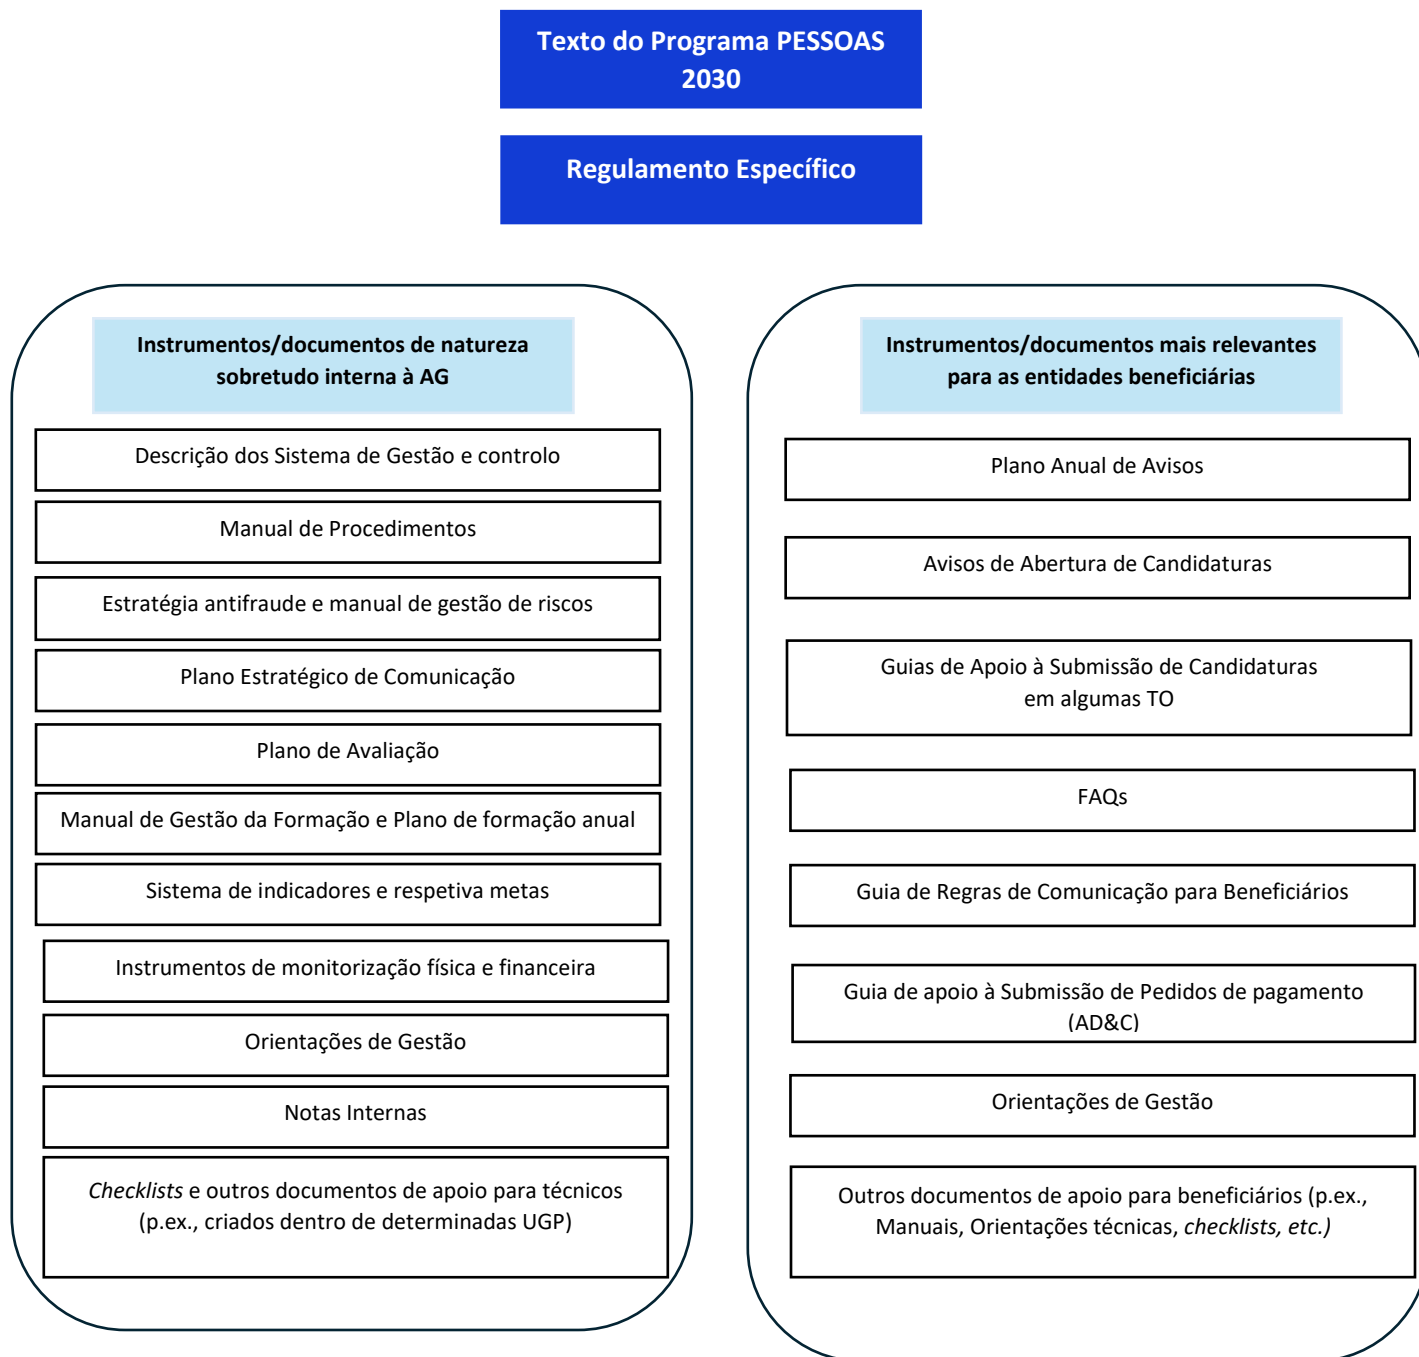 Texto do Programa PESSOAS
2030
Regulamento Específico
Instrumentos/documentos de natureza
sobretudo interna à AG
Descrição dos Sistema de Gestão e controlo
Manual de Procedimentos
Estratégia antifraude e manual de gestão de riscos
Plano Estratégico de Comunicação
Plano de Avaliação
Manual de Gestão da Formação e Plano de formação anual
Sistema de indicadores e respetiva metas
Instrumentos de monitorização física e financeira
Orientações de Gestão
Notas Internas
Checklists e outros documentos de apoio para técnicos
(p.ex., criados dentro de determinadas UGP)
Instrumentos/documentos mais relevantes
para as entidades beneficiárias
Plano Anual de Avisos
Avisos de Abertura de Candidaturas
Guias de Apoio à Submissão de Candidaturas
em algumas TO
FAQs
Guia de Regras de Comunicação para Beneficiários
Guia de apoio à Submissão de Pedidos de pagamento
(AD&C)
Orientações de Gestão
Outros documentos de apoio para beneficiários (p.ex.,
Manuais, Orientações técnicas, checklists, etc.)